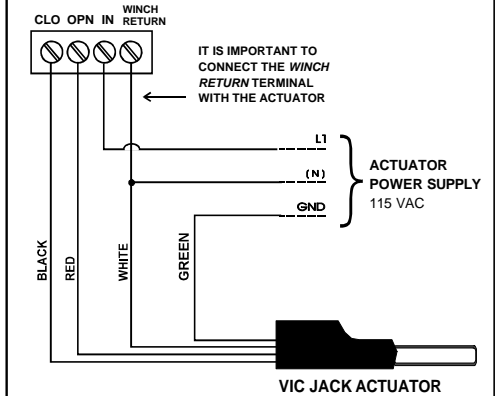 CLO OPN IN WINCH
RETURN
IT IS IMPORTANT TO
CONNECT THE WINCH
RETURN TERMINAL
WITH THE ACTUATOR
L1
(N)
GND
ACTUATOR
POWER SUPPLY
115 VAC
BLACK
RED
WHITE
GREEN
VIC JACK ACTUATOR